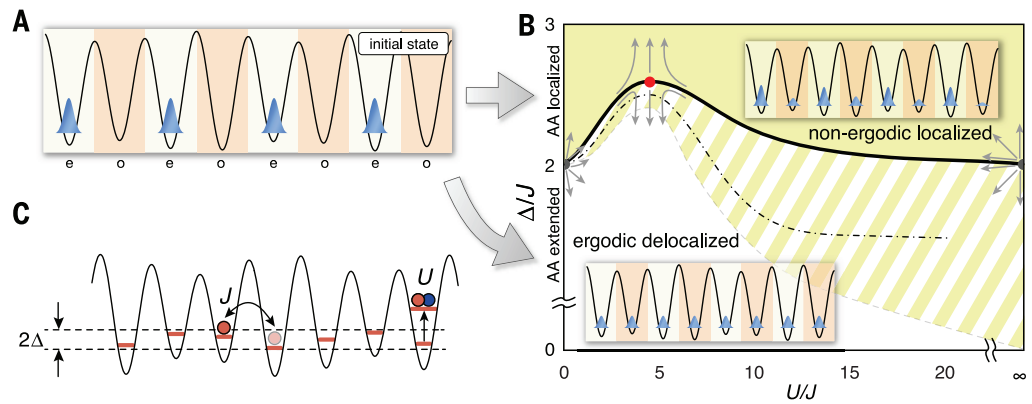 A
initial state
e o e o e o e o
B
3
2
0
Δ/J
AA localized
AA extended
non-ergodic localized
ergodic delocalized
0 5 10 15 20 ∞
U/J
C
J
U
2Δ